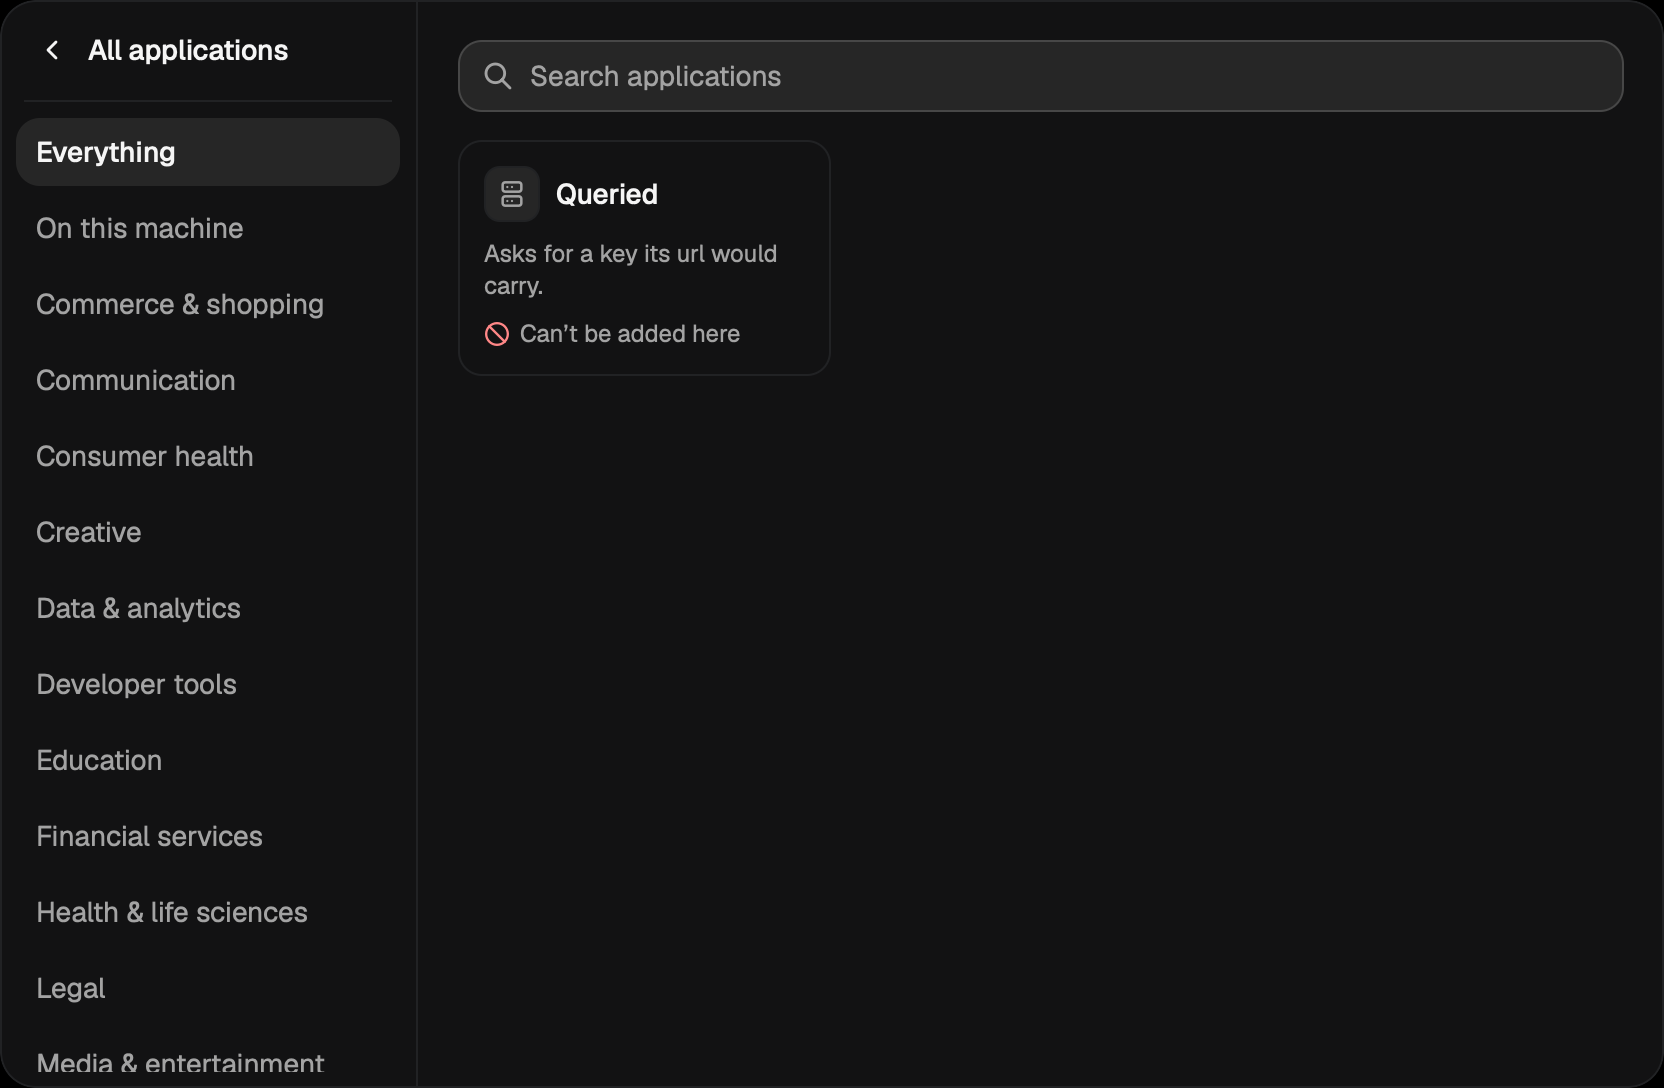 All applications
Everything
On this machine
Commerce & shopping
Communication
Consumer health
Creative
Data & analytics
Developer tools
Education
Financial services
Health & life sciences
Legal
Media & entertainment
Search applications
Queried
Asks for a key its url would
carry.
Can’t be added here